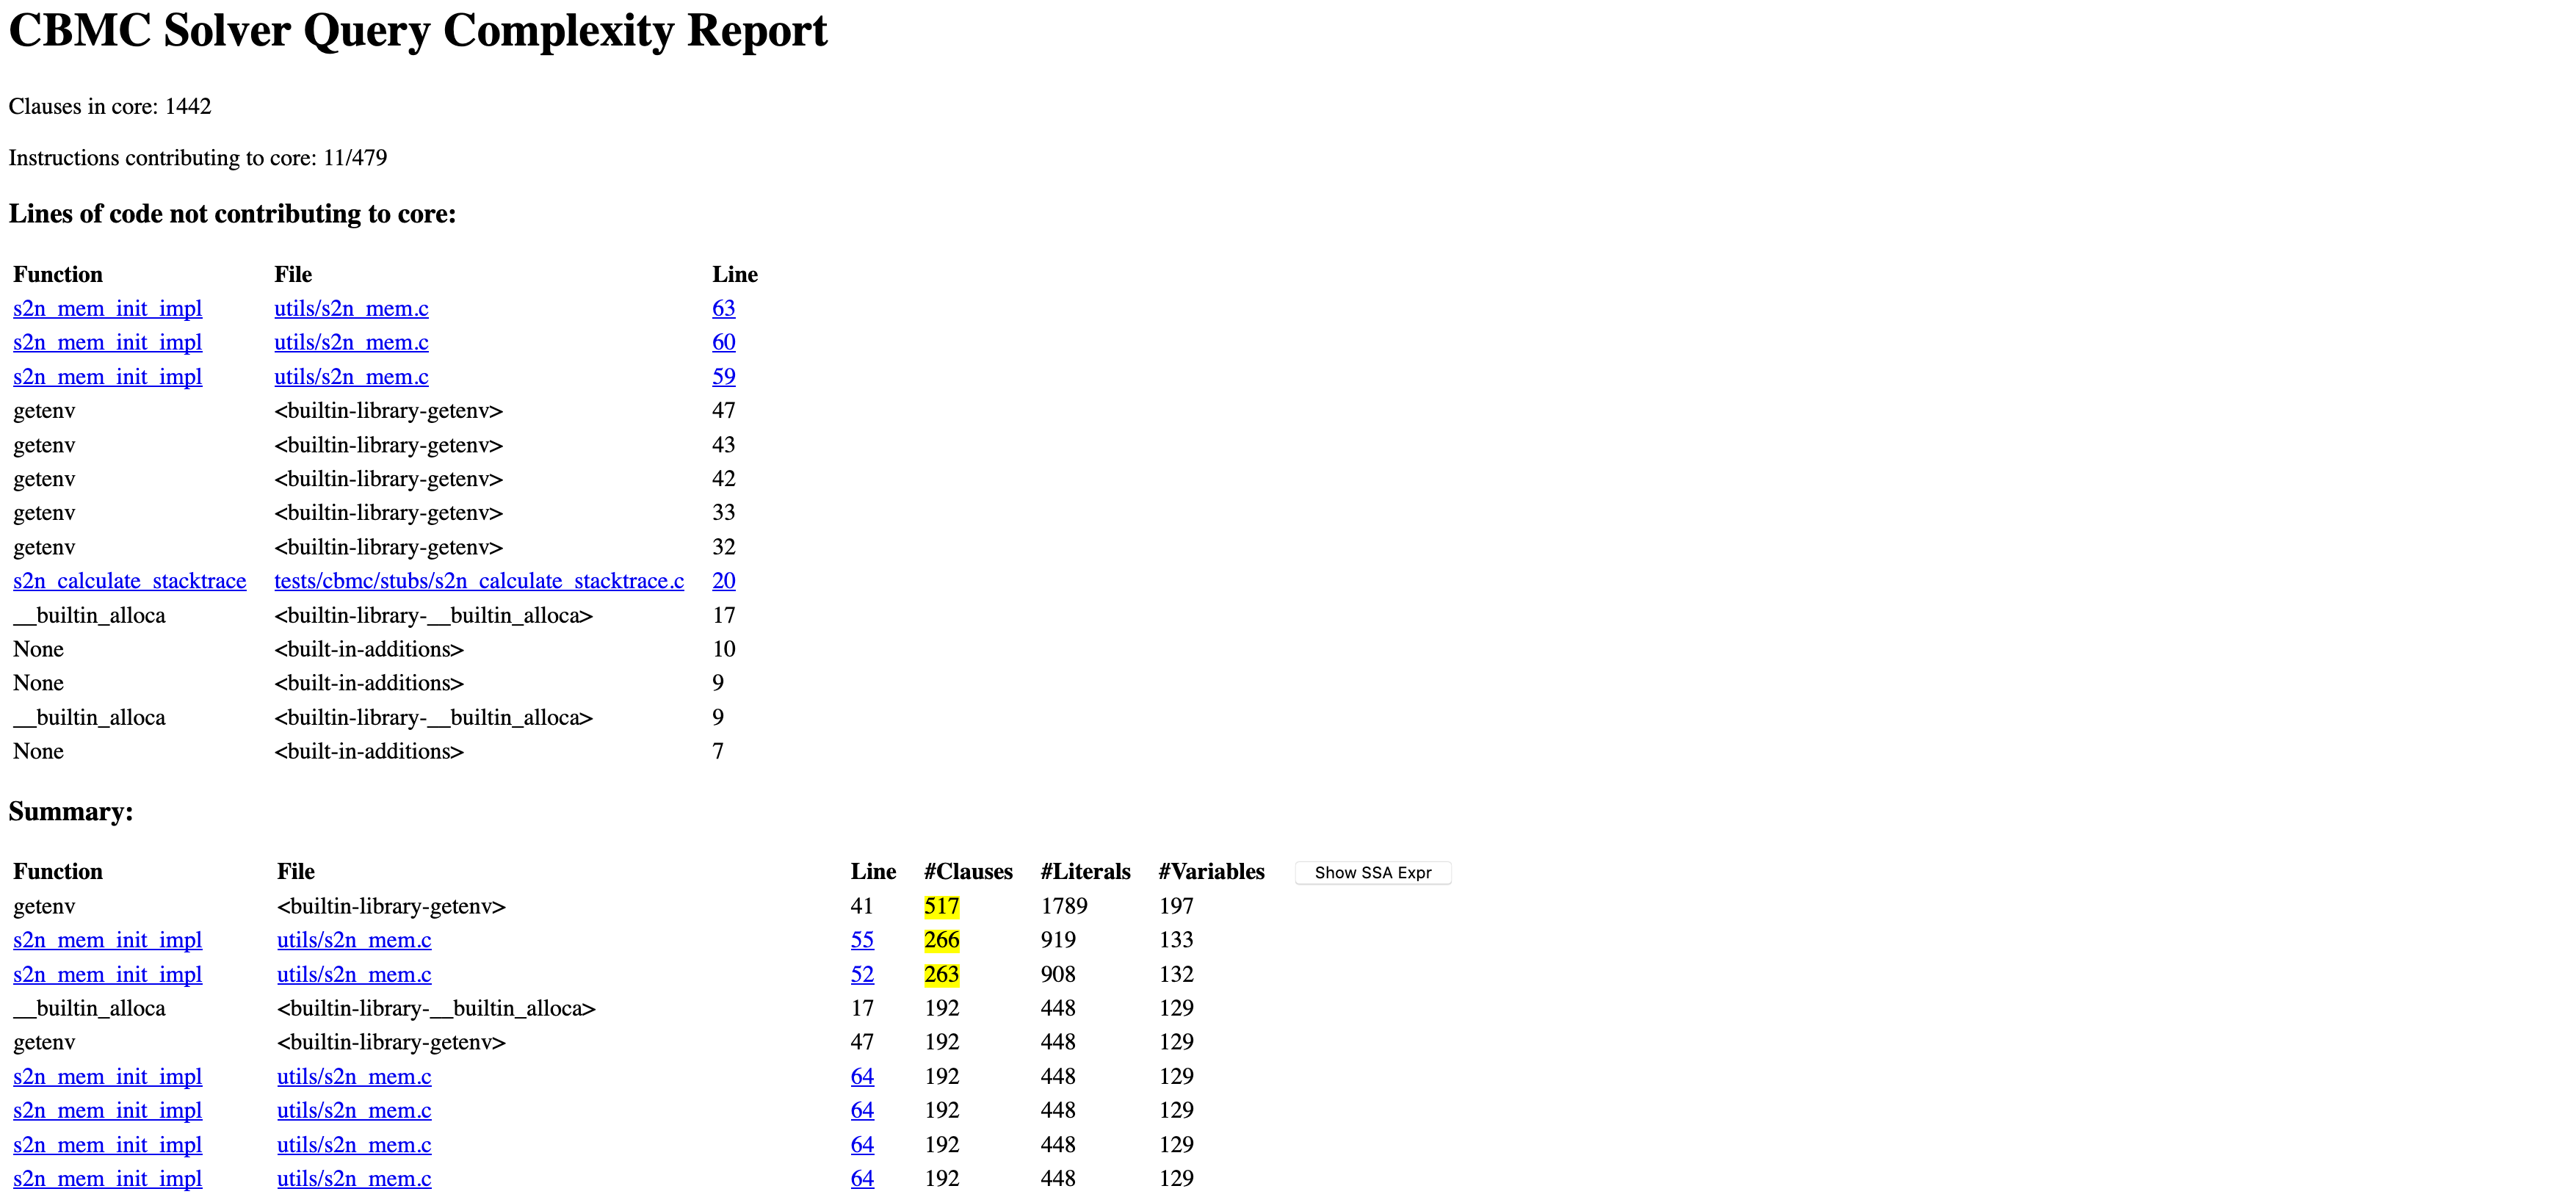 CBMC Solver Query Complexity Report
Clauses in core: 1442
Instructions contributing to core: 11/479
Lines of code not contributing to core:
Function File Line
s2n_mem_init_impl utils/s2n_mem.c 63
s2n_mem_init_impl utils/s2n_mem.c 60
s2n_mem_init_impl utils/s2n_mem.c 59
getenv <builtin-library-getenv> 47
getenv <builtin-library-getenv> 43
getenv <builtin-library-getenv> 42
getenv <builtin-library-getenv> 33
getenv <builtin-library-getenv> 32
s2n_calculate_stacktrace tests/cbmc/stubs/s2n_calculate_stacktrace.c 20
__builtin_alloca <builtin-library-__builtin_alloca> 17
None <built-in-additions> 10
None <built-in-additions> 9
__builtin_alloca <builtin-library-__builtin_alloca> 9
None <built-in-additions> 7
Summary:
Function File Line #Clauses #Literals #Variables Show SSA Expr
getenv <builtin-library-getenv> 41 517 1789 197
s2n_mem_init_impl utils/s2n_mem.c 55 266 919 133
s2n_mem_init_impl utils/s2n_mem.c 52 263 908 132
__builtin_alloca <builtin-library-__builtin_alloca> 17 192 448 129
getenv <builtin-library-getenv> 47 192 448 129
s2n_mem_init_impl utils/s2n_mem.c 64 192 448 129
s2n_mem_init_impl utils/s2n_mem.c 64 192 448 129
s2n_mem_init_impl utils/s2n_mem.c 64 192 448 129
s2n_mem_init_impl utils/s2n_mem.c 64 192 448 129